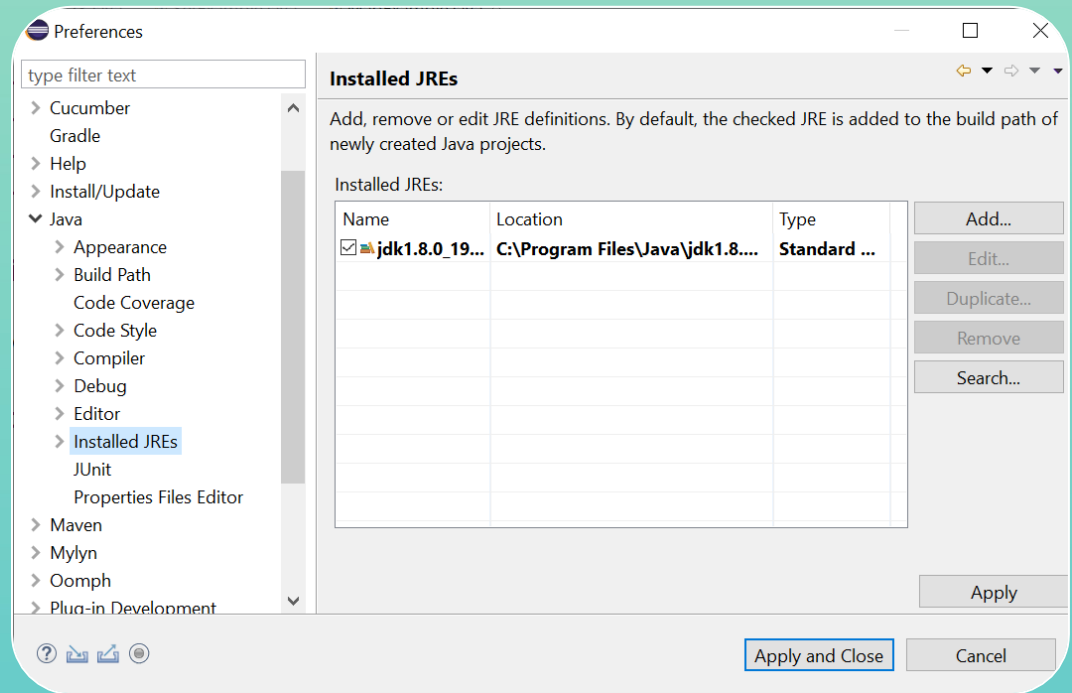 Preferences
type filter text
Cucumber
Gradle
Help
Install/Update
Java
Appearance
Build Path
Code Coverage
Code Style
Compiler
Debug
Editor
Installed JREs
JUnit
Properties Files Editor
Maven
Mylyn
Oomph
Plug-in Development
Installed JREs
Add, remove or edit JRE definitions. By default, the checked JRE is added to the build path of
newly created Java projects.
Installed JREs:
Name Location Type
jdk1.8.0_19... C:\Program Files\Java\jdk1.8.... Standard ...
Add...
Edit...
Duplicate...
Remove
Search...
Apply
Apply and Close Cancel